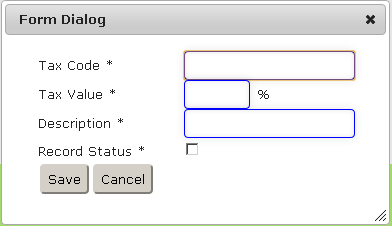 Form Dialog
Tax Code *
Tax Value * %
Description *
Record Status *
Save Cancel